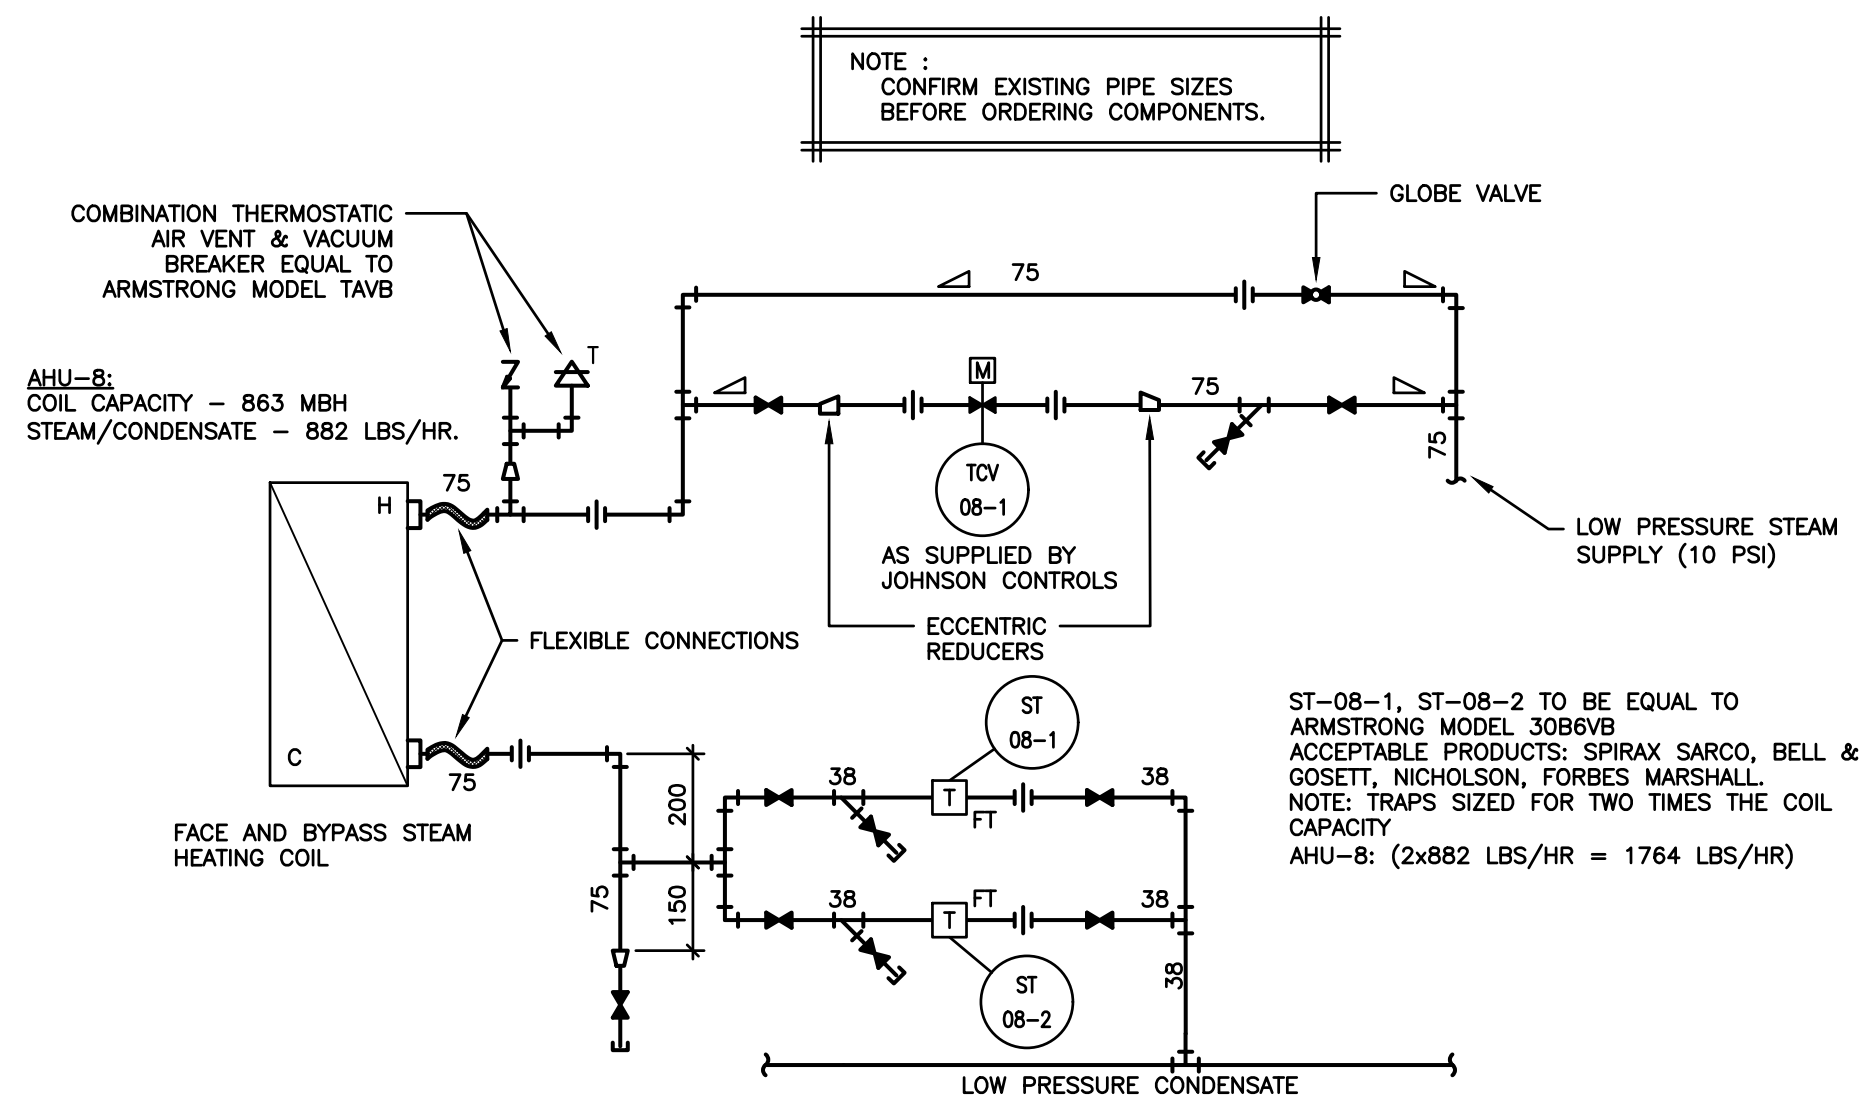 NOTE :
CONFIRM EXISTING PIPE SIZES
BEFORE ORDERING COMPONENTS.
GLOBE VALVE
COMBINATION THERMOSTATIC
AIR VENT & VACUUM
BREAKER EQUAL TO
ARMSTRONG MODEL TAVB
75
T
M
75
AHU-8:
COIL CAPACITY - 863 MBH
STEAM/CONDENSATE - 882 LBS/HR.
75
75
H
TCV
08-1
AS SUPPLIED BY
JOHNSON CONTROLS
LOW PRESSURE STEAM
SUPPLY (10 PSI)
FLEXIBLE CONNECTIONS
ECCENTRIC
REDUCERS
C
75
ST
08-1
ST-08-1, ST-08-2 TO BE EQUAL TO
ARMSTRONG MODEL 30B6VB
ACCEPTABLE PRODUCTS: SPIRAX SARCO, BELL &
GOSETT, NICHOLSON, FORBES MARSHALL.
NOTE: TRAPS SIZED FOR TWO TIMES THE COIL
CAPACITY
AHU-8: (2x882 LBS/HR = 1764 LBS/HR)
FACE AND BYPASS STEAM
HEATING COIL
200
38
T
FT
38
75
150
38
T
FT
38
ST
08-2
38
LOW PRESSURE CONDENSATE